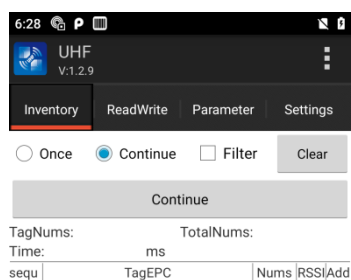 6:28
UHF
V:1.2.9
Inventory ReadWrite Parameter Settings
Once Continue Filter Clear
Continue
TagNums: TotalNums:
Time: ms
sequ TagEPC Nums RSSI Add